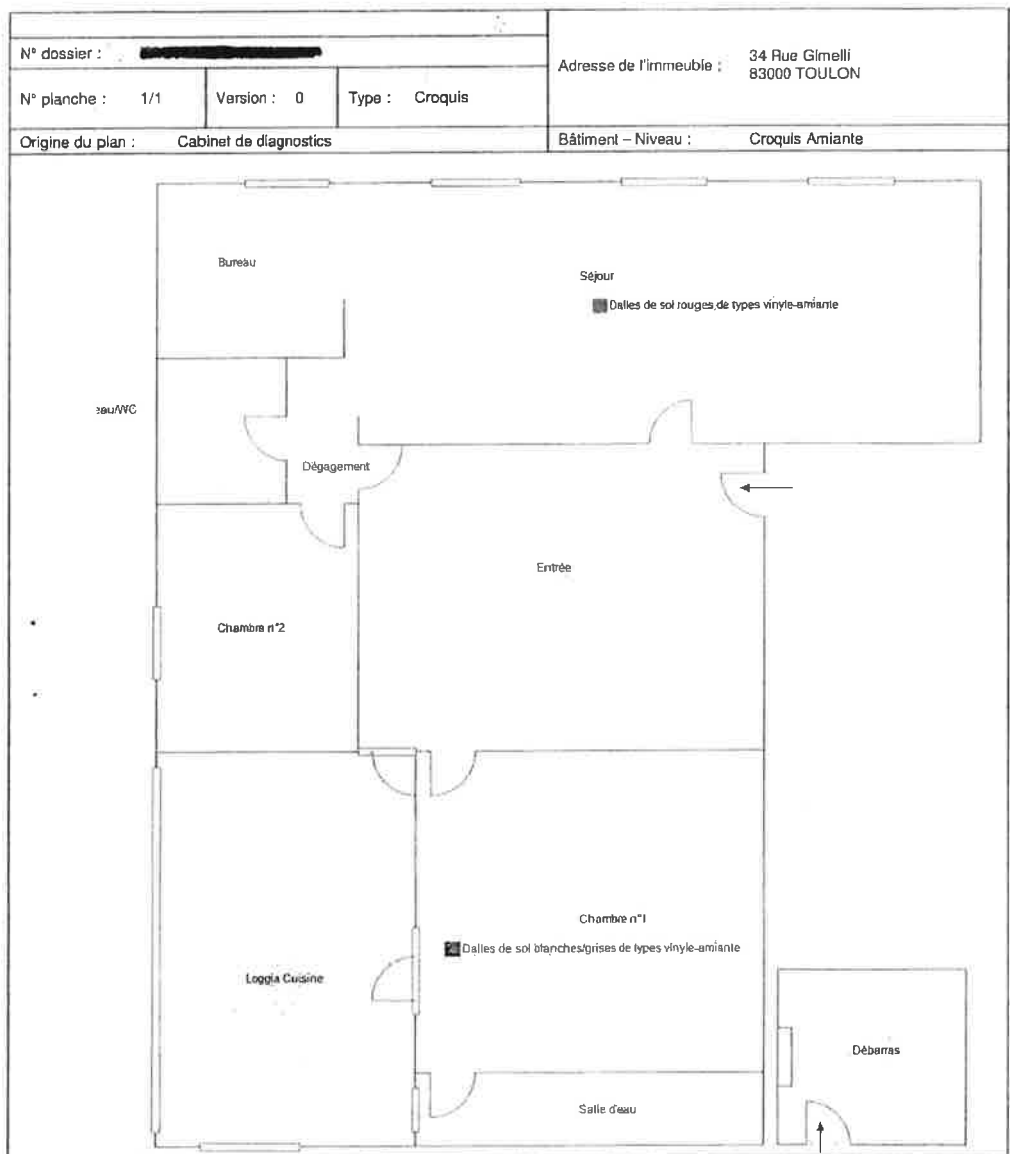 N° dossier :
Adresse de l'immeuble : 34 Rue Gimelli
83000 TOULON
N° planche : 1/1 Version : 0 Type : Croquis
Origine du plan : Cabinet de diagnostics
Bâtiment – Niveau : Croquis Amiante
Bureau
Séjour
Dalles de sol rouges de types vinyle-amiante
eau/WC
Dégagement
Entrée
Chambre n°2
Chambre n°1
Dalles de sol blanches/grises de types vinyle-amiante
Loggia Cuisine
Débarras
Salle d'eau